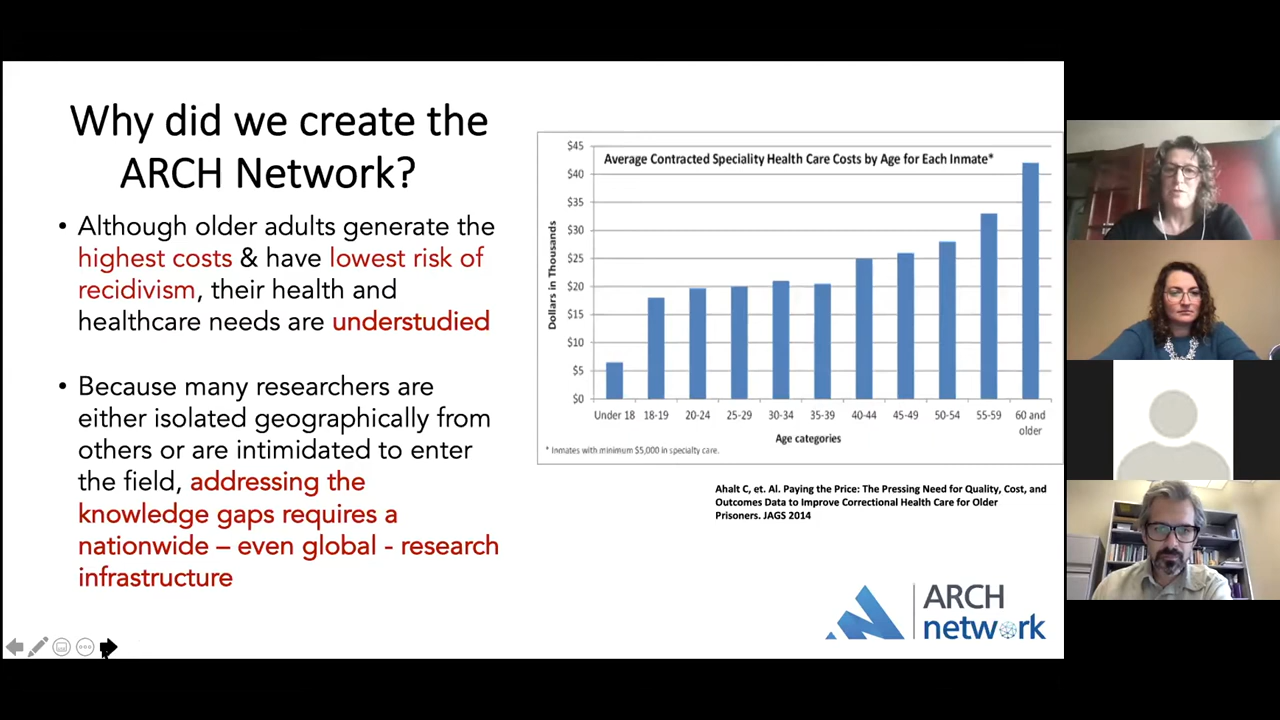 Why did we create the
ARCH Network?
• Although older adults generate the
highest costs & have lowest risk of
recidivism, their health and
healthcare needs are understudied
• Because many researchers are
either isolated geographically from
others or are intimidated to enter
the field, addressing the
knowledge gaps requires a
nationwide – even global - research
infrastructure
Average Contracted Speciality Health Care Costs by Age for Each Inmate*
Dollars in Thousands
$45
$40
$35
$30
$25
$20
$15
$10
$5
$0
Under 18 18-19 20-24 25-29 30-34 35-39 40-44 45-49 50-54 55-59 60 and
older
Age categories
* Inmates with minimum $5,000 in specialty care.
Ahalt C, et. Al. Paying the Price: The Pressing Need for Quality, Cost, and
Outcomes Data to Improve Correctional Health Care for Older
Prisoners. JAGS 2014
ARCH
network